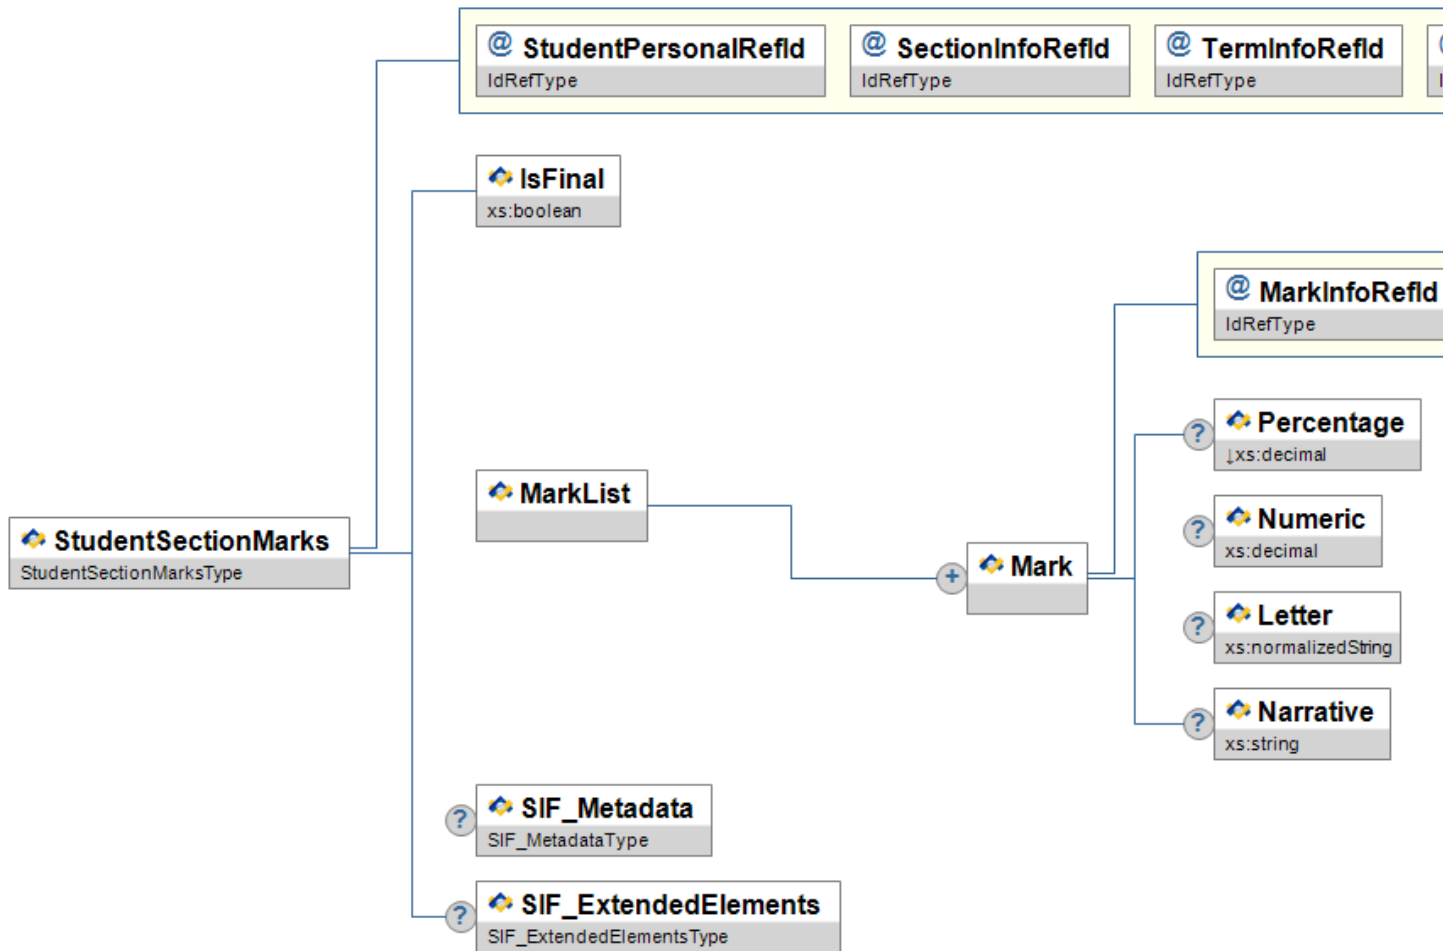 @ StudentPersonalRefId
IdRefType
@ SectionInfoRefId
IdRefType
@ TermInfoRefId
IdRefType
IsFinal
xs:boolean
@ MarkInfoRefId
IdRefType
? Percentage
↓xs:decimal
MarkList
? Numeric
xs:decimal
StudentSectionMarks
StudentSectionMarksType
+ Mark
? Letter
xs:normalizedString
? Narrative
xs:string
? SIF_Metadata
SIF_MetadataType
? SIF_ExtendedElements
SIF_ExtendedElementsType